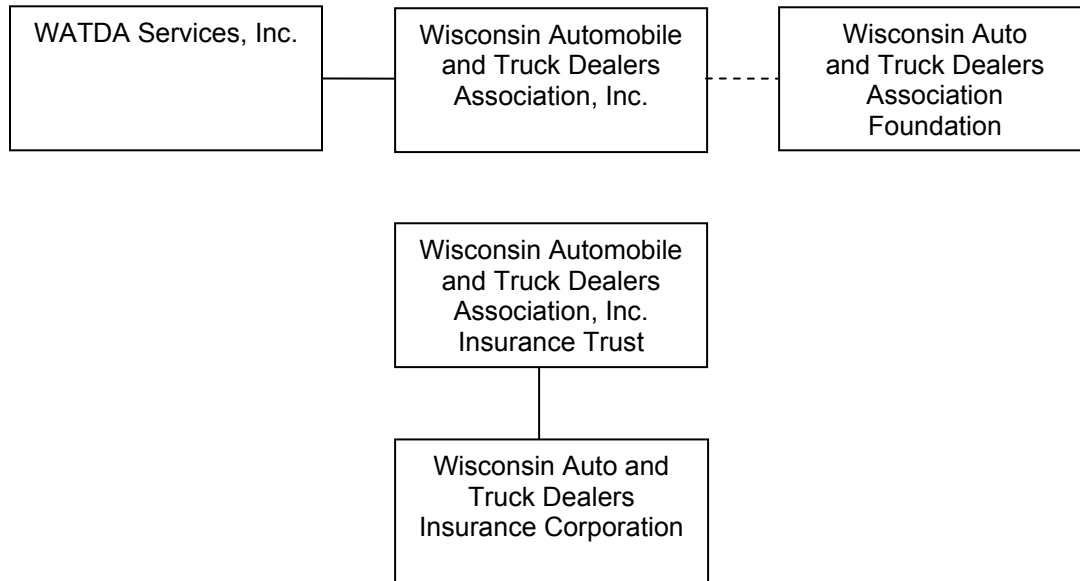 WATDA Services, Inc.
Wisconsin Automobile
and Truck Dealers
Association, Inc.
Wisconsin Auto
and Truck Dealers
Association
Foundation
Wisconsin Automobile
and Truck Dealers
Association, Inc.
Insurance Trust
Wisconsin Auto and
Truck Dealers
Insurance Corporation